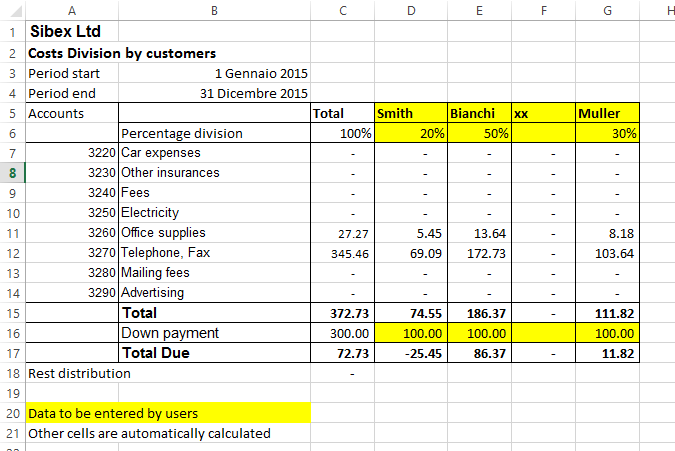 A B C D E F G H
1 Sibex Ltd
2 Costs Division by customers
3 Period start 1 Gennaio 2015
4 Period end 31 Dicembre 2015
5 Accounts Total Smith Bianchi xx Muller
6 Percentage division 100% 20% 50% 30%
7 3220 Car expenses - - - - -
8 3230 Other insurances - - - - -
9 3240 Fees - - - - -
10 3250 Electricity - - - - -
11 3260 Office supplies 27.27 5.45 13.64 - 8.18
12 3270 Telephone, Fax 345.46 69.09 172.73 - 103.64
13 3280 Mailing fees - - - - -
14 3290 Advertising - - - - -
15 Total 372.73 74.55 186.37 - 111.82
16 Down payment 300.00 100.00 100.00 100.00
17 Total Due 72.73 -25.45 86.37 - 11.82
18 Rest distribution -
19
20 Data to be entered by users
21 Other cells are automatically calculated